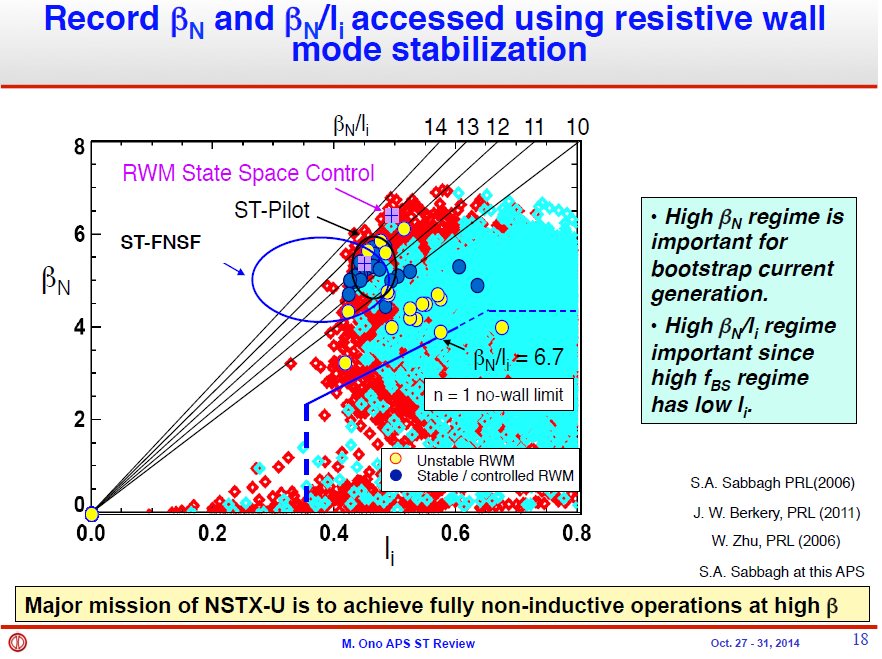 Record βN and βN/li accessed using resistive wall
mode stabilization
βN/li 14 13 12 11 10
8
RWM State Space Control
ST-Pilot
6
ST-FNSF
βN
4
βN/li = 6.7
n = 1 no-wall limit
2
Unstable RWM
Stable / controlled RWM
0
0.0 0.2 0.4 0.6 0.8
li
• High βN regime is
important for
bootstrap current
generation.
• High βN/li regime
important since
high fBS regime
has low li.
S.A. Sabbagh PRL(2006)
J. W. Berkery, PRL (2011)
W. Zhu, PRL (2006)
S.A. Sabbagh at this APS
Major mission of NSTX-U is to achieve fully non-inductive operations at high β
M. Ono APS ST Review
Oct. 27 - 31, 2014
18